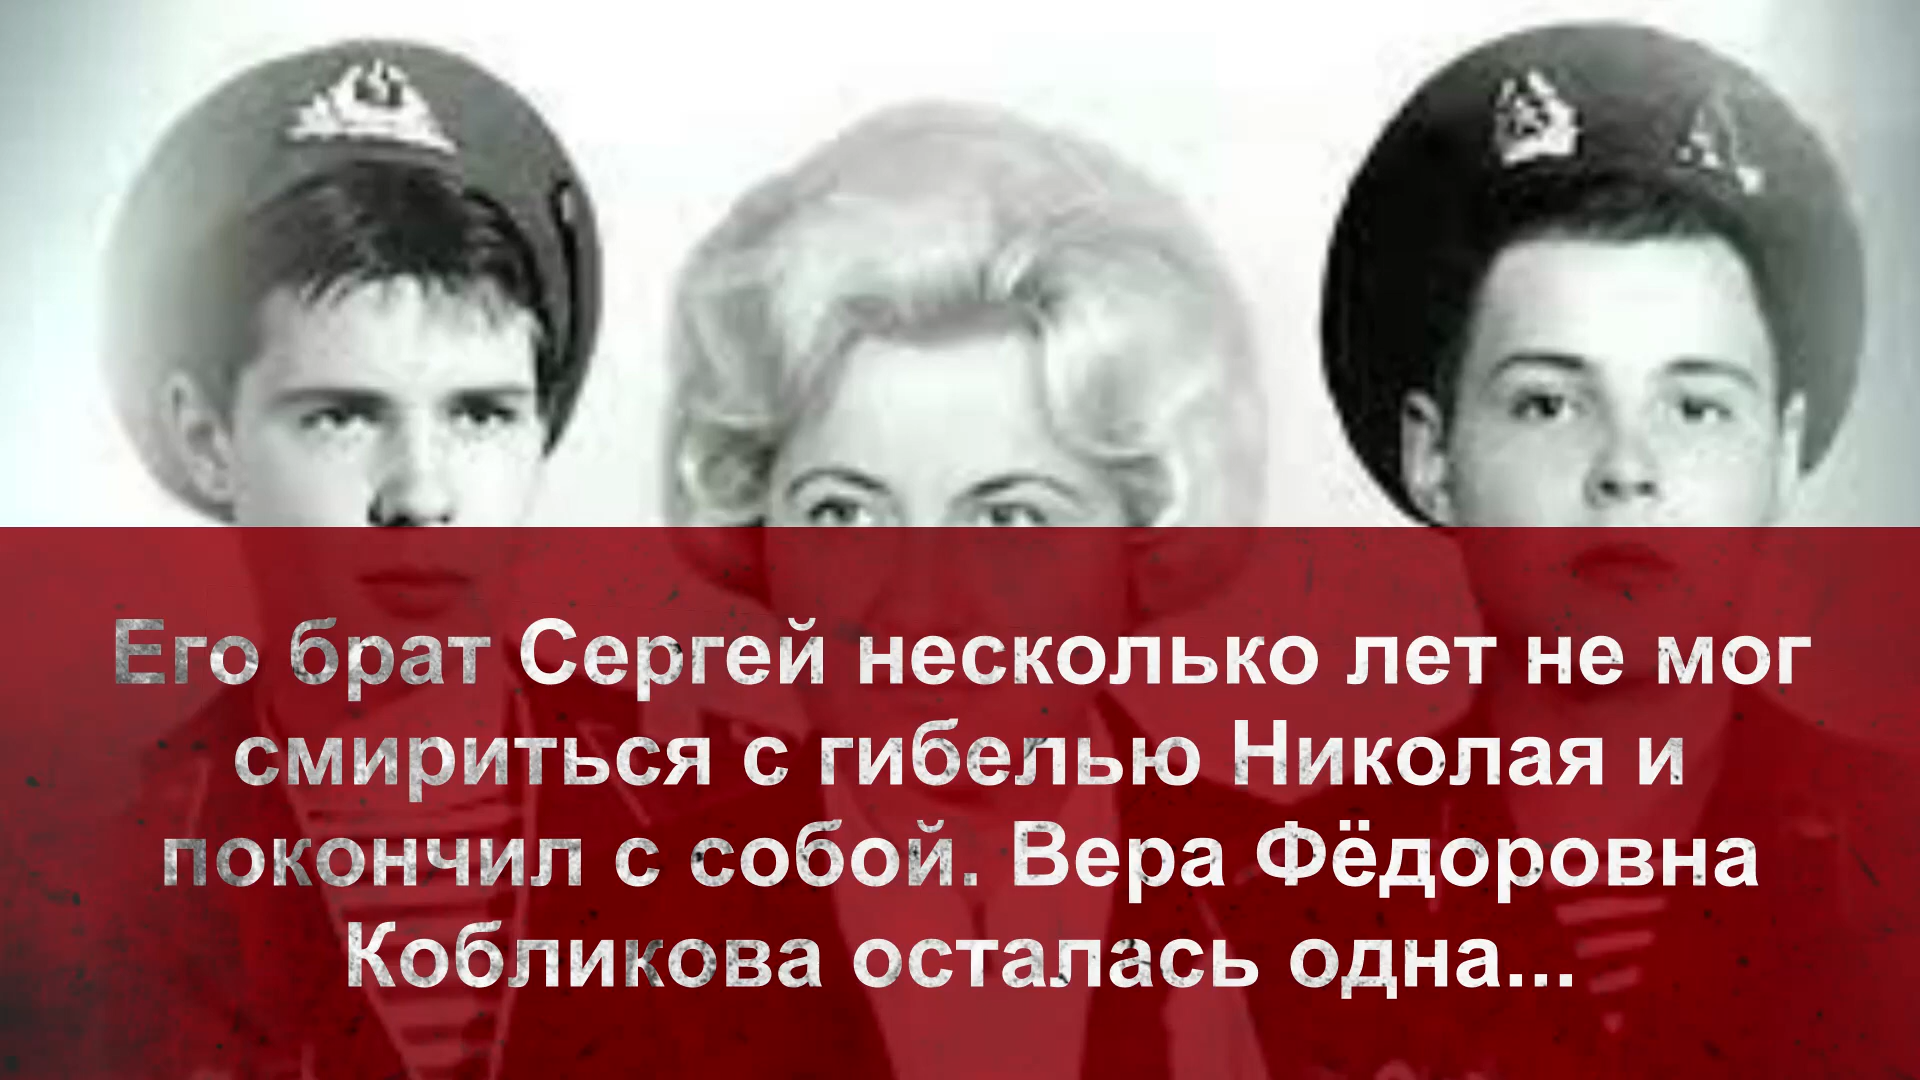 Его брат Сергей несколько лет не мог
смириться с гибелью Николая и
покончил с собой. Вера Фёдоровна
Кобликова осталась одна...